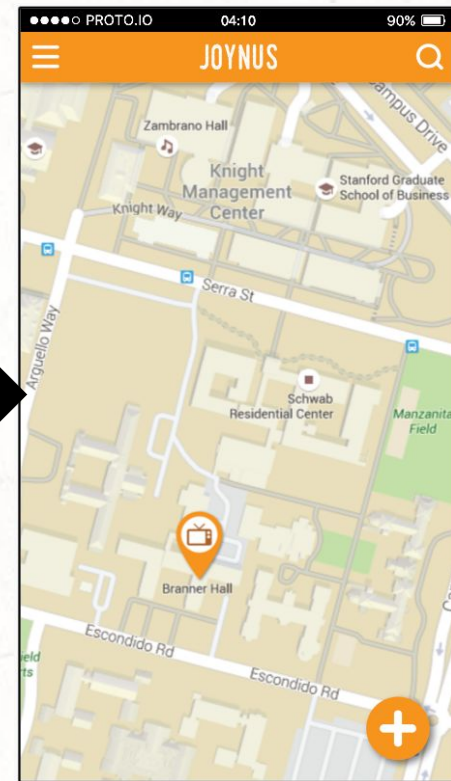 PROTO.IO 04:10 90%
JOYNUS
Campus Drive
Zambrano Hall
Knight
Management
Center
Stanford Graduate
School of Business
Knight Way
Serra St
Arguello Way
Schwab
Residential Center
Manzanita
Field
Branner Hall
Escondido Rd
Escondido Rd